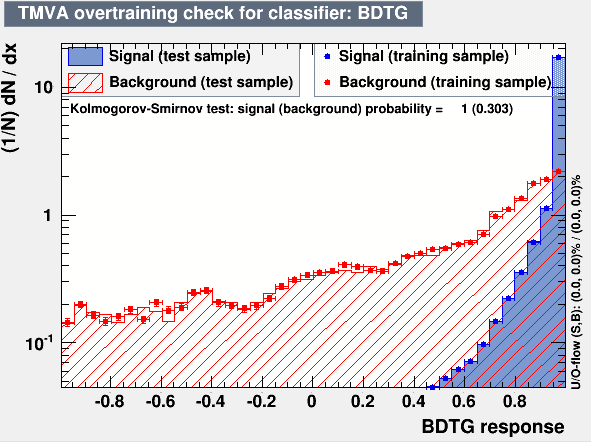 TMVA overtraining check for classifier: BDTG
Signal (test sample)
Background (test sample)
Signal (training sample)
Background (training sample)
Kolmogorov-Smirnov test: signal (background) probability = 1 (0.303)
(1/N) dN / dx
10
1
10⁻¹
-0.8 -0.6 -0.4 -0.2 0 0.2 0.4 0.6 0.8
BDTG response
U/O-flow (S,B): (0.0, 0.0)% / (0.0, 0.0)%